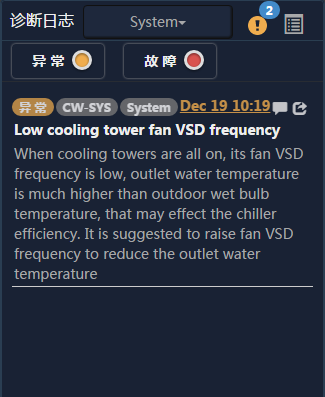 诊断日志 System 2
异 常 故 障
异 常 CW-SYS System Dec 19 10:19
Low cooling tower fan VSD frequency
When cooling towers are all on, its fan VSD
frequency is low, outlet water temperature
is much higher than outdoor wet bulb
temperature, that may effect the chiller
efficiency. It is suggested to raise fan VSD
frequency to reduce the outlet water
temperature